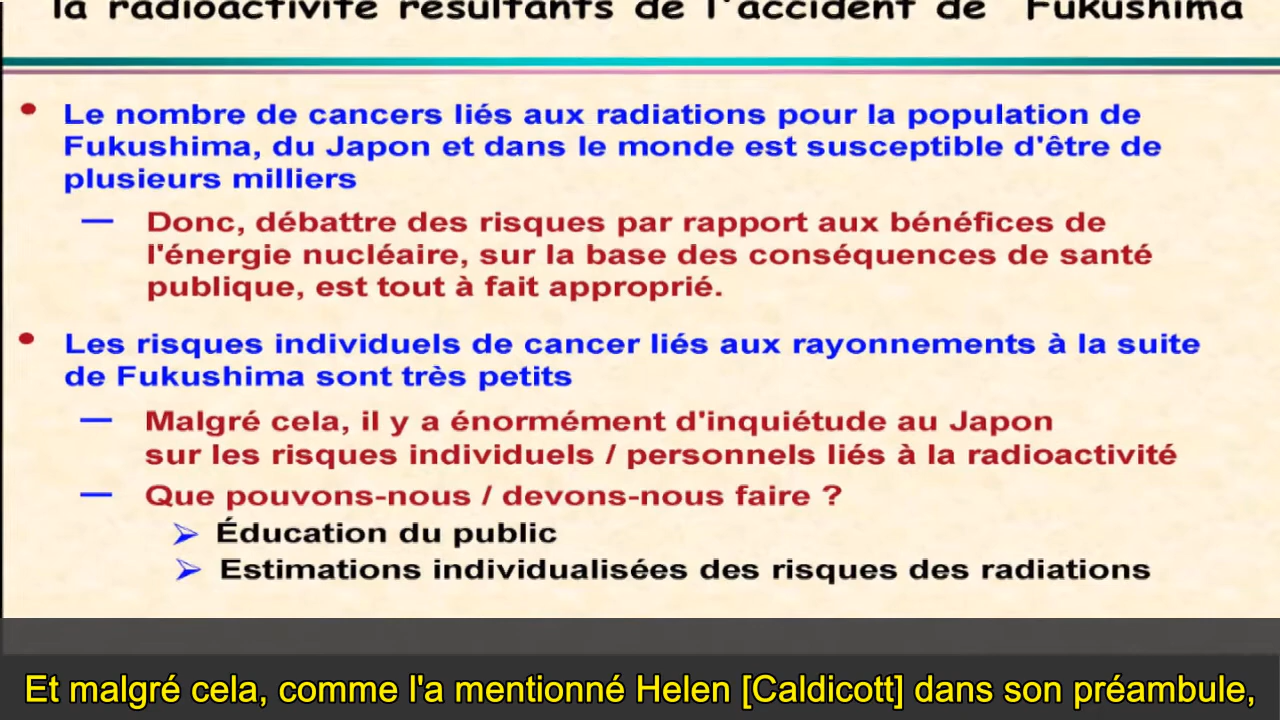 la radioactivité résultants de l'accident de Fukushima
• Le nombre de cancers liés aux radiations pour la population de
Fukushima, du Japon et dans le monde est susceptible d'être de
plusieurs milliers
— Donc, débattre des risques par rapport aux bénéfices de
l'énergie nucléaire, sur la base des conséquences de santé
publique, est tout à fait approprié.
• Les risques individuels de cancer liés aux rayonnements à la suite
de Fukushima sont très petits
— Malgré cela, il y a énormément d'inquiétude au Japon
sur les risques individuels / personnels liés à la radioactivité
— Que pouvons-nous / devons-nous faire ?
➢ Éducation du public
➢ Estimations individualisées des risques des radiations
Et malgré cela, comme l'a mentionné Helen [Caldicott] dans son préambule,